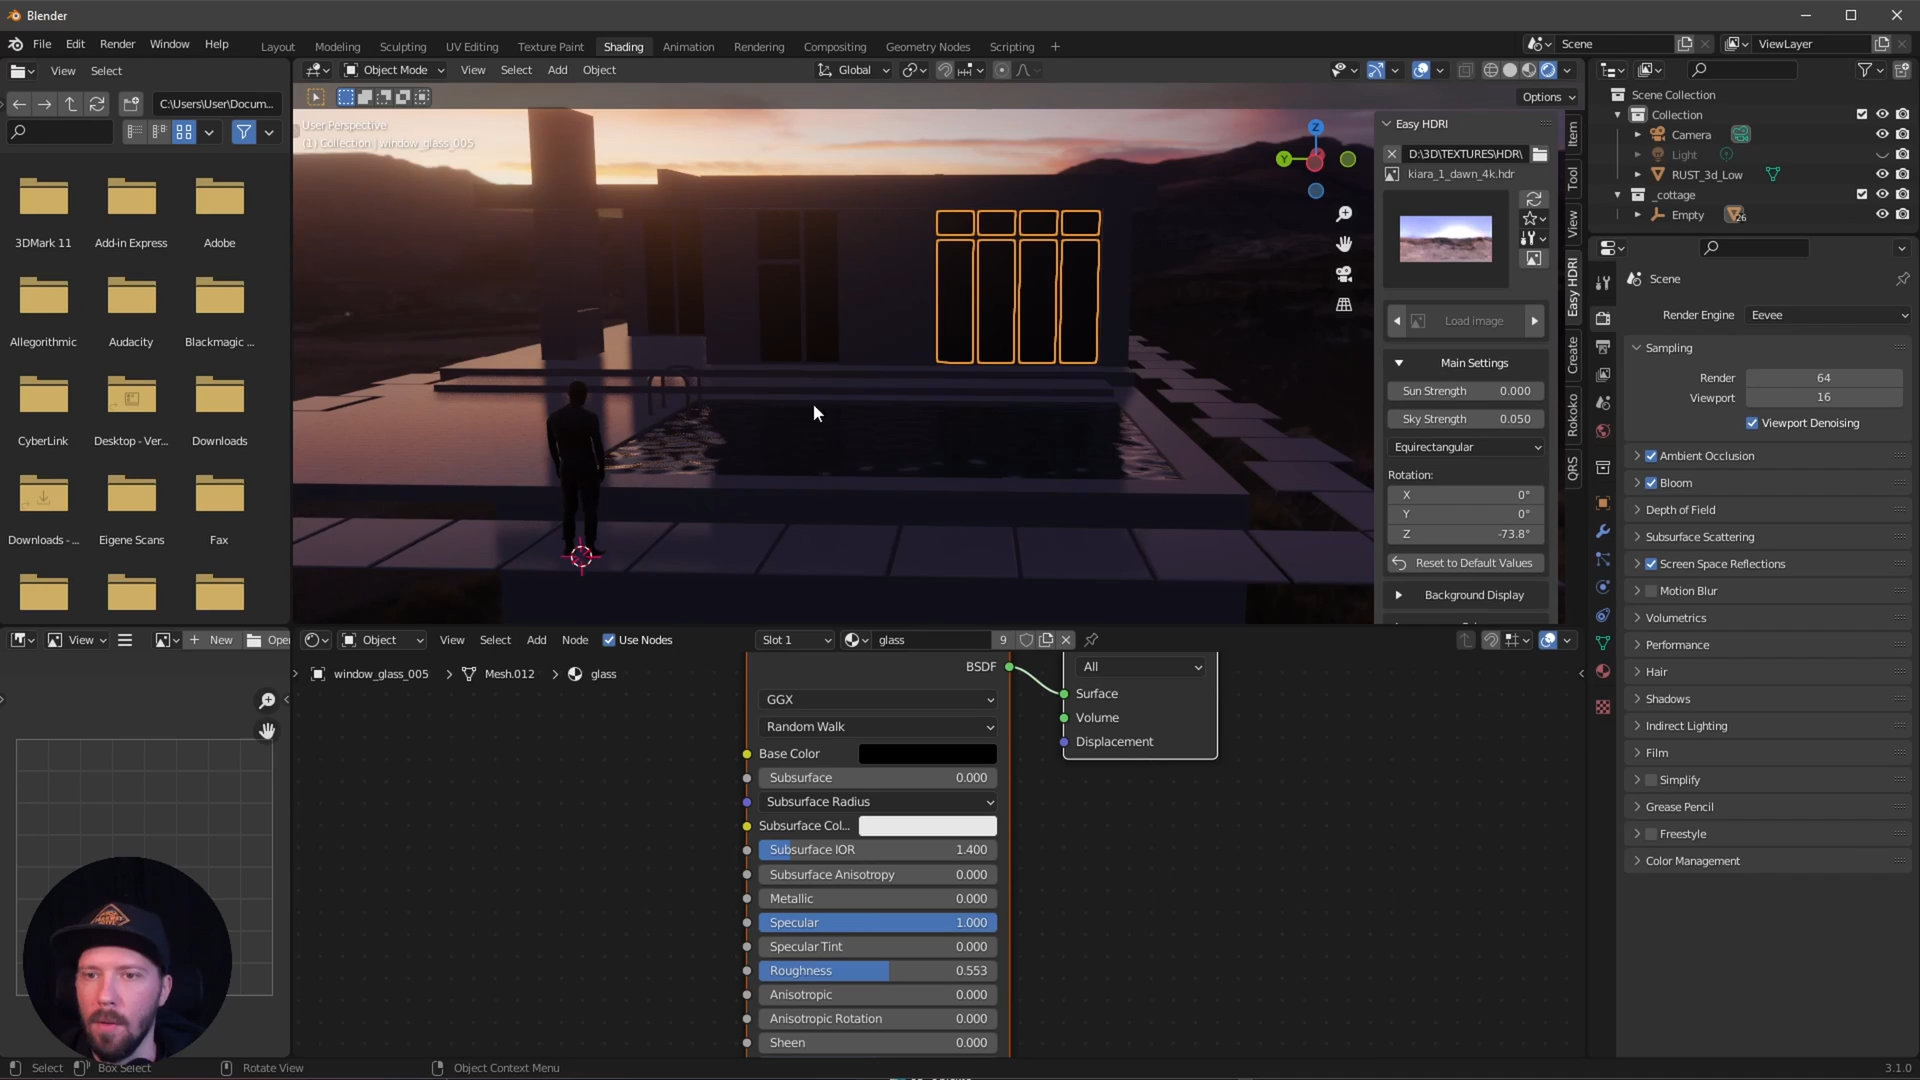 Blender
File Edit Render Window Help
Layout Modeling Sculpting UV Editing Texture Paint Shading Animation Rendering Compositing Geometry Nodes Scripting +
Scene
ViewLayer
View Select
Object Mode View Select Add Object
Global
C:\Users\User\Docum...
Options
User Perspective
(1) Collection | window_glass_005
3DMark 11
Add-in Express
Adobe
Allegorithmic
Audacity
Blackmagic ...
CyberLink
Desktop - Ver...
Downloads
Downloads - ...
Eigene Scans
Fax
Z
Y
Easy HDRI
D:\3D\TEXTURES\HDR\
kiara_1_dawn_4k.hdr
Load image
Main Settings
Sun Strength 0.000
Sky Strength 0.050
Equirectangular
Rotation:
X 0°
Y 0°
Z -73.8°
Reset to Default Values
Background Display
Item
Tool
View
Easy HDRI
Create
Rokoko
QRS
Scene Collection
Collection
Camera
Light
RUST_3d_Low
_cottage
Empty 26
Scene
Render Engine Eevee
Sampling
Render 64
Viewport 16
Viewport Denoising
Ambient Occlusion
Bloom
Depth of Field
Subsurface Scattering
Screen Space Reflections
Motion Blur
Volumetrics
Performance
Hair
Shadows
Indirect Lighting
Film
Simplify
Grease Pencil
Freestyle
Color Management
View + New Open
Object View Select Add Node Use Nodes
Slot 1 glass 9
window_glass_005 > Mesh.012 > glass
BSDF
GGX
Random Walk
Base Color
Subsurface 0.000
Subsurface Radius
Subsurface Col...
Subsurface IOR 1.400
Subsurface Anisotropy 0.000
Metallic 0.000
Specular 1.000
Specular Tint 0.000
Roughness 0.553
Anisotropic 0.000
Anisotropic Rotation 0.000
Sheen 0.000
All
Surface
Volume
Displacement
Select Box Select Rotate View Object Context Menu
3.1.0